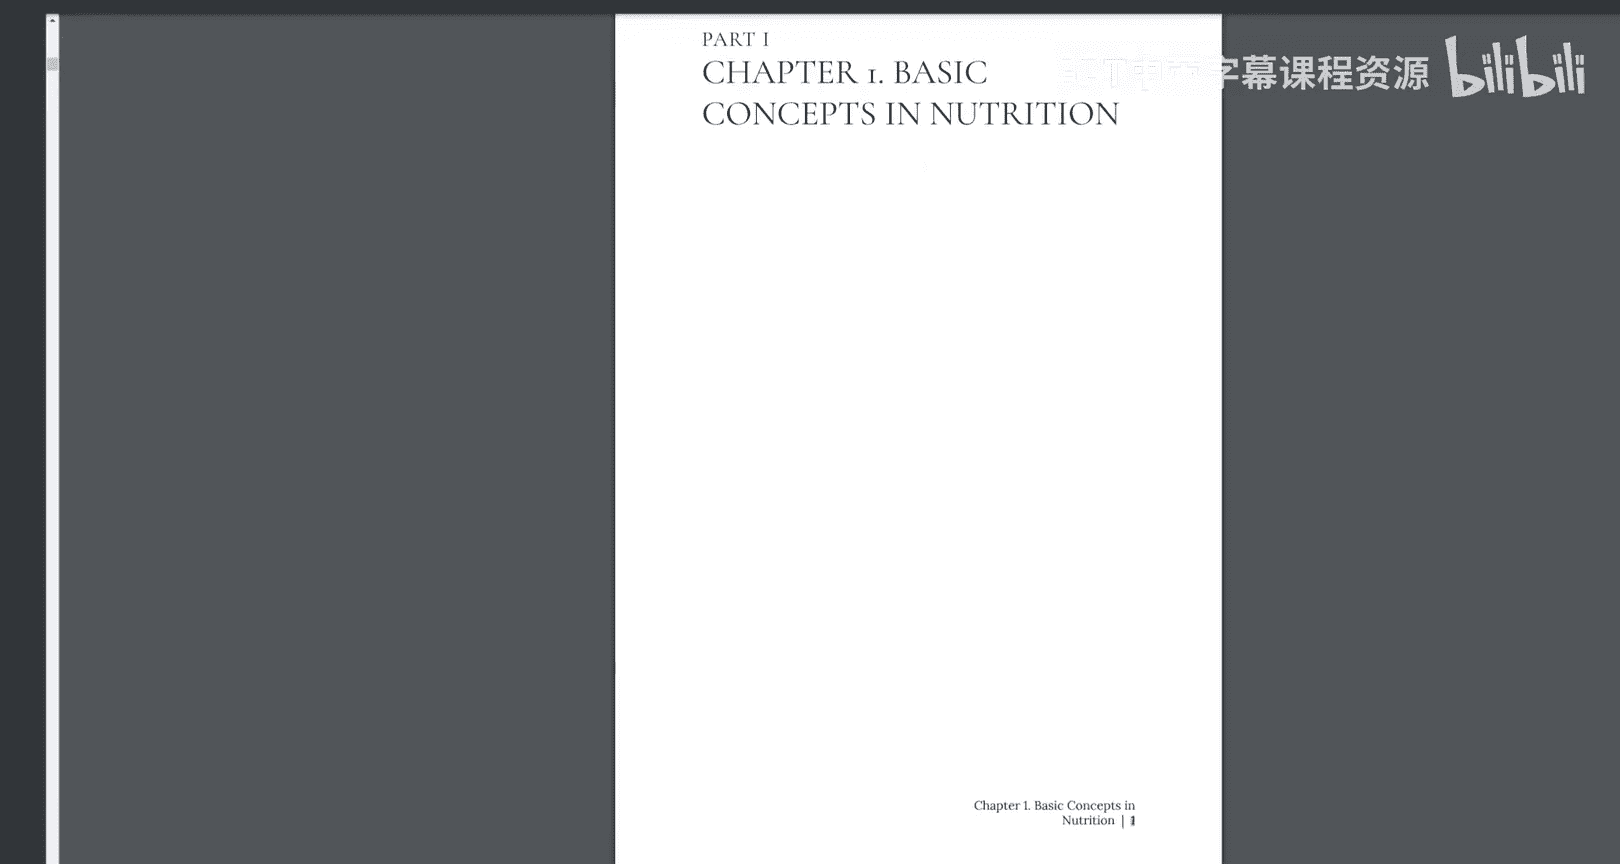 PART I
CHAPTER 1. BASIC
CONCEPTS IN NUTRITION
字幕课程资源 bilibili
Chapter 1. Basic Concepts in
Nutrition | 1